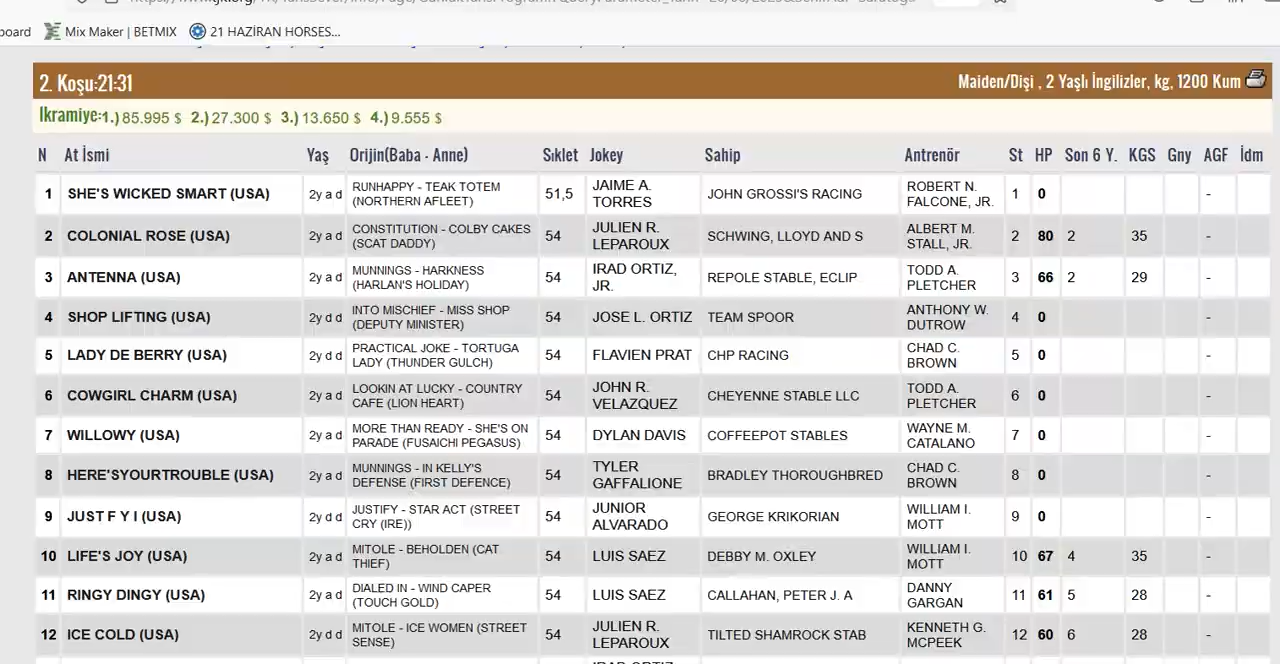 board Mix Maker | BETMIX 21 HAZİRAN HORSES...
2. Koşu:21:31 Maiden/Dişi , 2 Yaşlı İngilizler, kg, 1200 Kum
Ikramiye:1.) 85.995 $ 2.) 27.300 $ 3.) 13.650 $ 4.) 9.555 $
N At İsmi Yaş Orijin(Baba - Anne) Sıklet Jokey Sahip Antrenör St HP Son 6 Y. KGS Gny AGF İdm
1 SHE'S WICKED SMART (USA) 2y a d RUNHAPPY - TEAK TOTEM (NORTHERN AFLEET) 51,5 JAIME A. TORRES JOHN GROSSI'S RACING ROBERT N. FALCONE, JR. 1 0 -
2 COLONIAL ROSE (USA) 2y a d CONSTITUTION - COLBY CAKES (SCAT DADDY) 54 JULIEN R. LEPAROUX SCHWING, LLOYD AND S ALBERT M. STALL, JR. 2 80 2 35 -
3 ANTENNA (USA) 2y a d MUNNINGS - HARKNESS (HARLAN'S HOLIDAY) 54 IRAD ORTIZ, JR. REPOLE STABLE, ECLIP TODD A. PLETCHER 3 66 2 29 -
4 SHOP LIFTING (USA) 2y d d INTO MISCHIEF - MISS SHOP (DEPUTY MINISTER) 54 JOSE L. ORTIZ TEAM SPOOR ANTHONY W. DUTROW 4 0 -
5 LADY DE BERRY (USA) 2y d d PRACTICAL JOKE - TORTUGA LADY (THUNDER GULCH) 54 FLAVIEN PRAT CHP RACING CHAD C. BROWN 5 0 -
6 COWGIRL CHARM (USA) 2y a d LOOKIN AT LUCKY - COUNTRY CAFE (LION HEART) 54 JOHN R. VELAZQUEZ CHEYENNE STABLE LLC TODD A. PLETCHER 6 0 -
7 WILLOWY (USA) 2y a d MORE THAN READY - SHE'S ON PARADE (FUSAICHI PEGASUS) 54 DYLAN DAVIS COFFEEPOT STABLES WAYNE M. CATALANO 7 0 -
8 HERE'SYOURTROUBLE (USA) 2y a d MUNNINGS - IN KELLY'S DEFENSE (FIRST DEFENCE) 54 TYLER GAFFALIONE BRADLEY THOROUGHBRED CHAD C. BROWN 8 0 -
9 JUST F Y I (USA) 2y d d JUSTIFY - STAR ACT (STREET CRY (IRE)) 54 JUNIOR ALVARADO GEORGE KRIKORIAN WILLIAM I. MOTT 9 0 -
10 LIFE'S JOY (USA) 2y a d MITOLE - BEHOLDEN (CAT THIEF) 54 LUIS SAEZ DEBBY M. OXLEY WILLIAM I. MOTT 10 67 4 35 -
11 RINGY DINGY (USA) 2y a d DIALED IN - WIND CAPER (TOUCH GOLD) 54 LUIS SAEZ CALLAHAN, PETER J. A DANNY GARGAN 11 61 5 28 -
12 ICE COLD (USA) 2y d d MITOLE - ICE WOMEN (STREET SENSE) 54 JULIEN R. LEPAROUX TILTED SHAMROCK STAB KENNETH G. MCPEEK 12 60 6 28 -